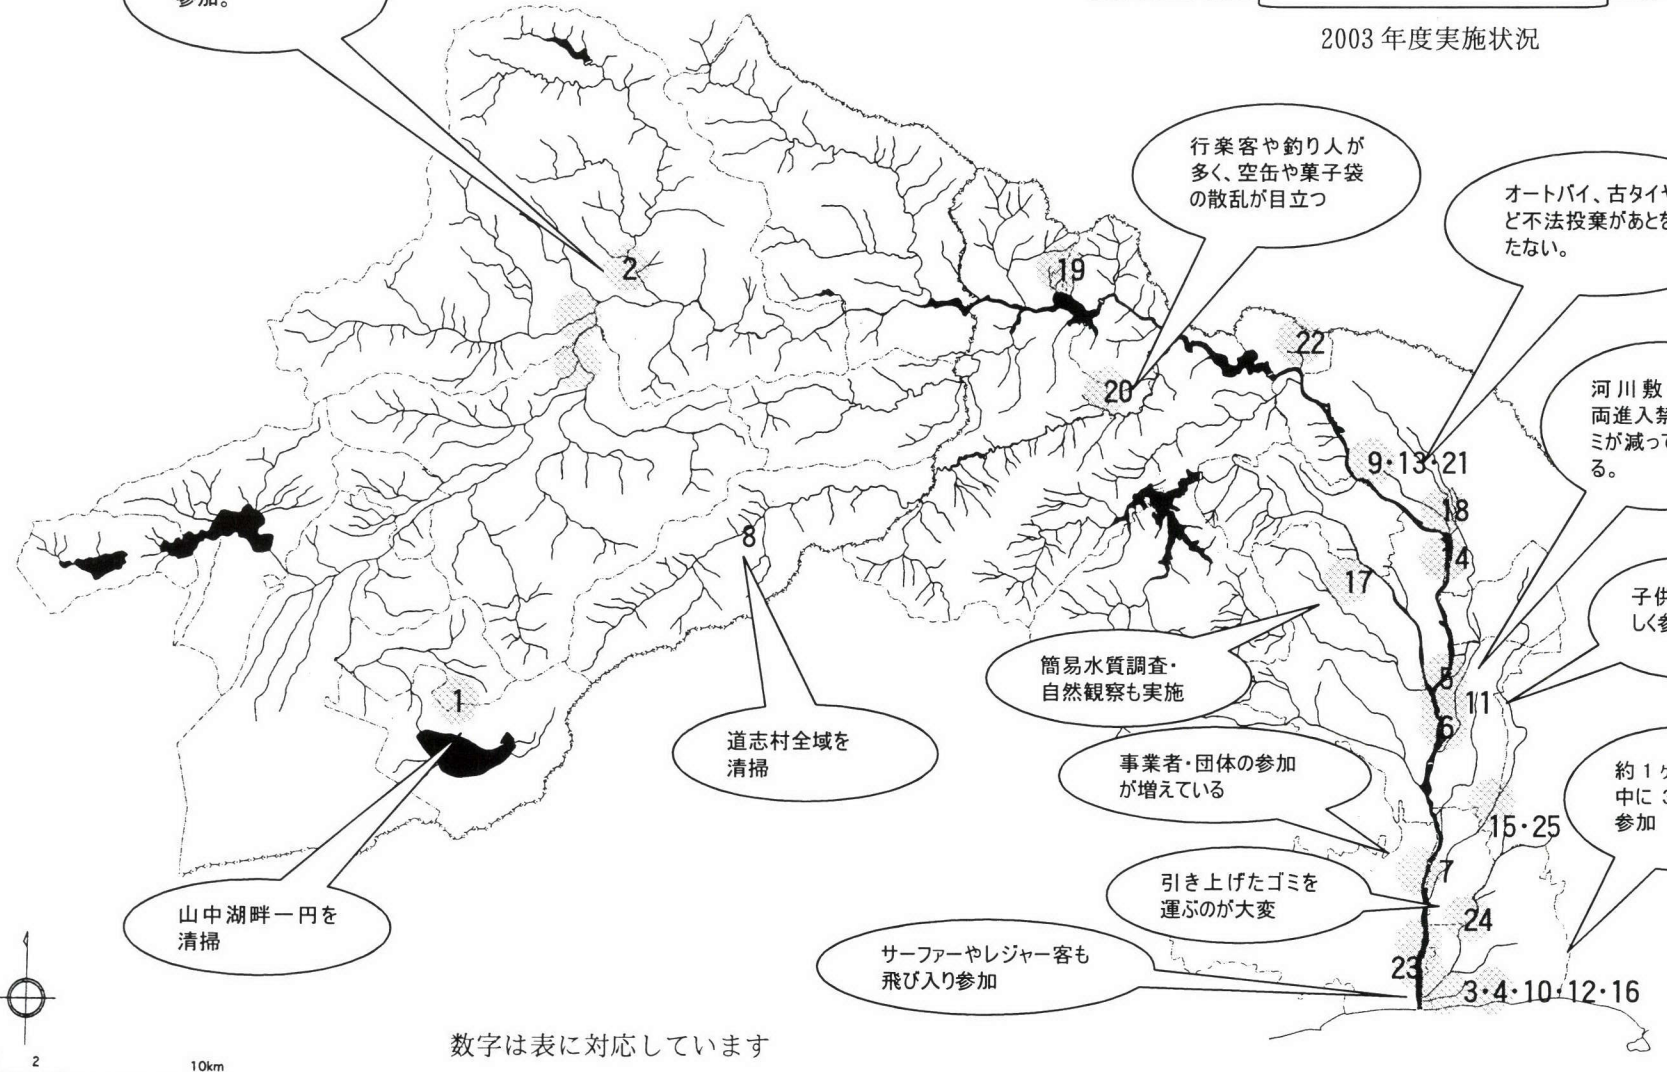 参加。
2003 年度実施状況
行楽客や釣り人が
多く、空缶や菓子袋
の散乱が目立つ
オートバイ、古タイヤ
ど不法投棄があとを
たない。
2
19
22
20
河川敷
両進入禁
ミが減って
る。
9・13・21
18
8
14
17
子供
しく参
簡易水質調査・
自然観察も実施
5
11
1
6
道志村全域を
清掃
事業者・団体の参加
が増えている
約 1 ケ
中に 3
参加
15・25
7
引き上げたゴミを
運ぶのが大変
山中湖畔一円を
清掃
24
サーファーやレジャー客も
飛び入り参加
23
3・4・10・12・16
数字は表に対応しています
2
10km